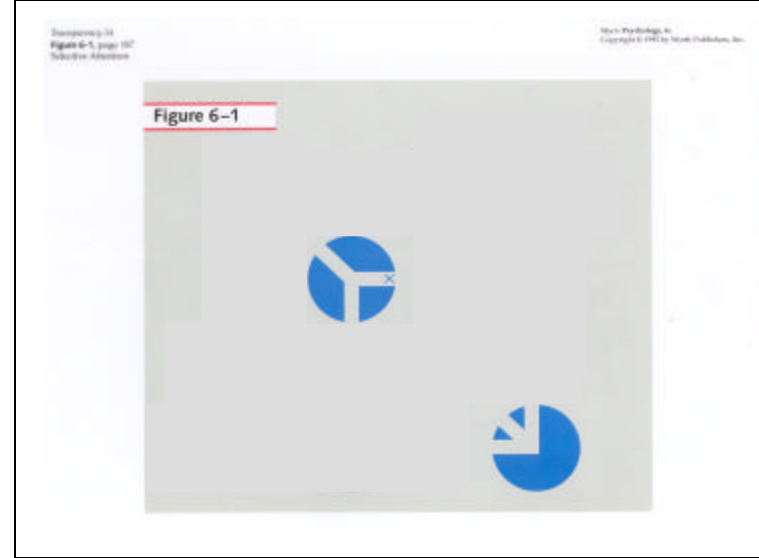 Transparency 34
Figure 6-1, page 187
Selective Attention
Myers Psychology, 4e
Copyright © 1995 by Worth Publishers, Inc.
Figure 6–1